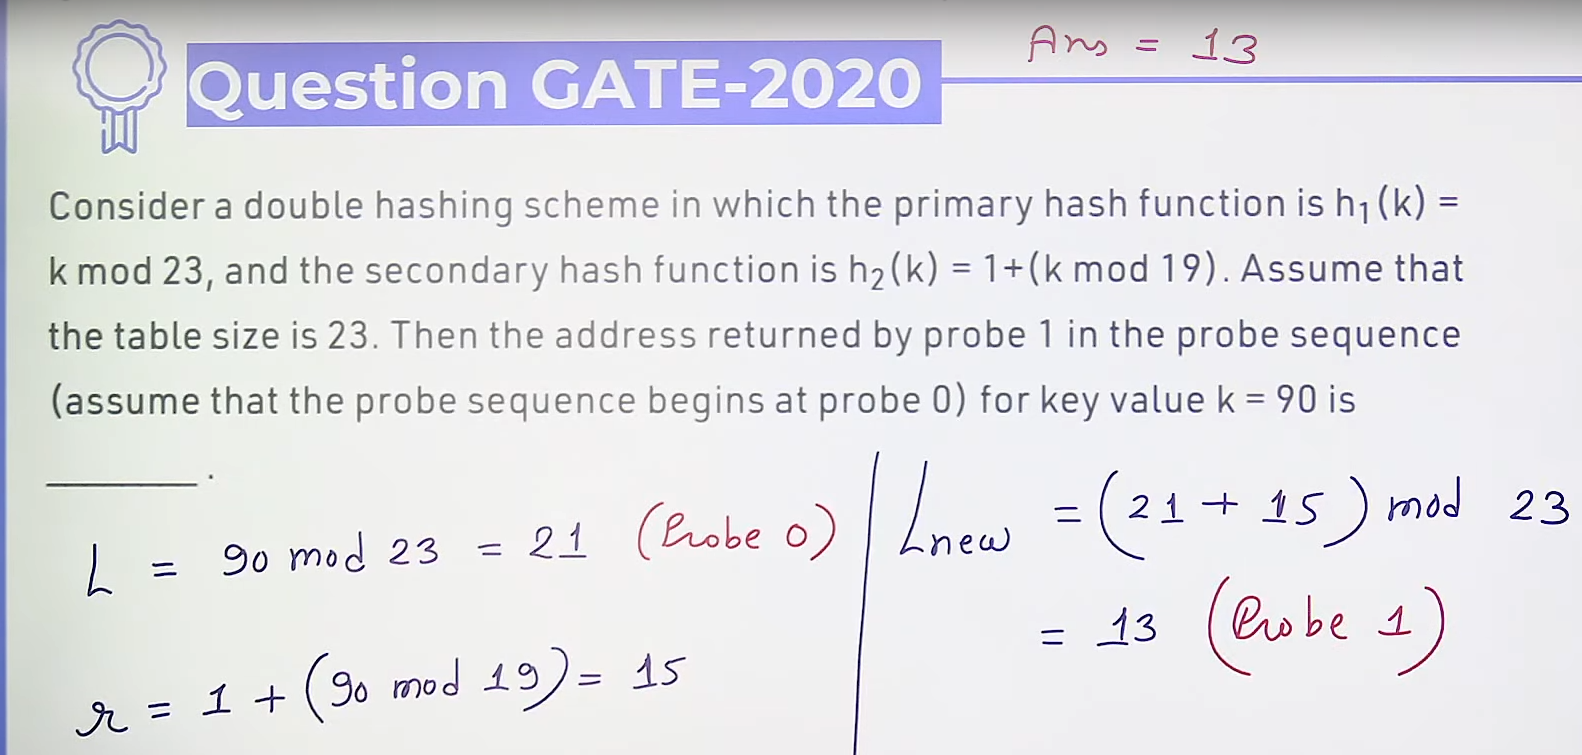 Ans = 13
Question GATE-2020
Consider a double hashing scheme in which the primary hash function is h₁(k) =
k mod 23, and the secondary hash function is h₂(k) = 1+(k mod 19). Assume that
the table size is 23. Then the address returned by probe 1 in the probe sequence
(assume that the probe sequence begins at probe 0) for key value k = 90 is
________ .
L = 90 mod 23 = 21 (Probe 0)
r = 1 + (90 mod 19) = 15
Lnew = (21 + 15) mod 23
= 13 (Probe 1)